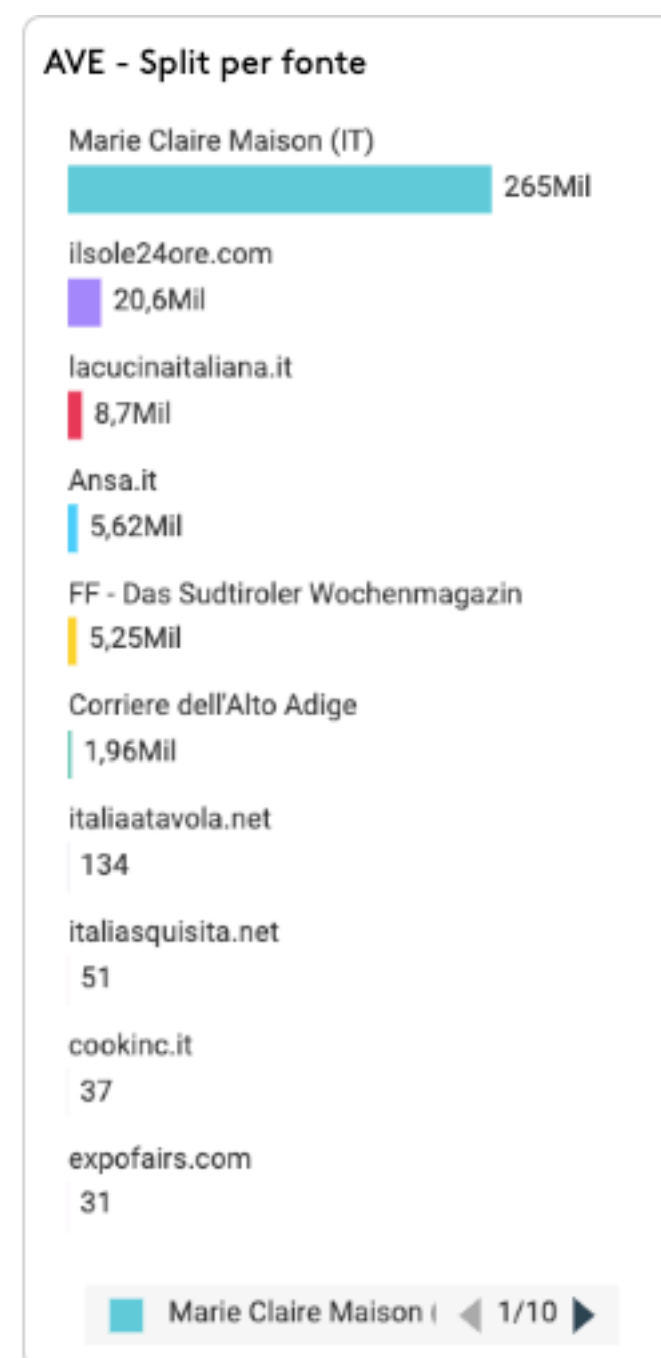 AVE - Split per fonte
Marie Claire Maison (IT)
265Mil
ilsole24ore.com
20,6Mil
lacucinaitaliana.it
8,7Mil
Ansa.it
5,62Mil
FF - Das Sudtiroler Wochenmagazin
5,25Mil
Corriere dell'Alto Adige
1,96Mil
italiaatavola.net
134
italiasquisita.net
51
cookinc.it
37
expofairs.com
31
Marie Claire Maison ( 1/10